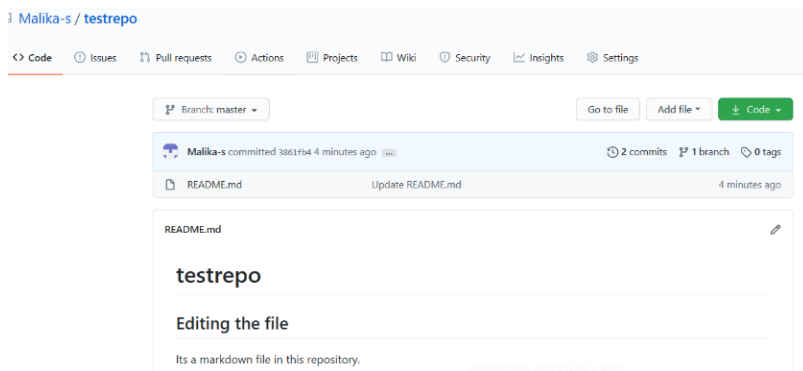 Malika-s / testrepo
<> Code Issues Pull requests Actions Projects Wiki Security Insights Settings
Branch: master Go to file Add file Code
Malika-s committed 3861fb4 4 minutes ago ... 2 commits 1 branch 0 tags
README.md Update README.md 4 minutes ago
README.md
testrepo
Editing the file
Its a markdown file in this repository.